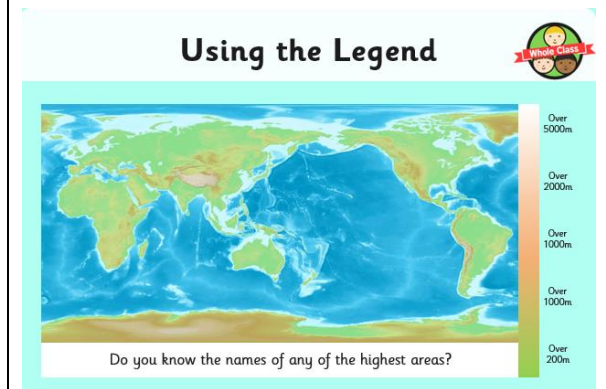 Using the Legend
Whole Class
Over
5000m
Over
2000m
Over
1000m
Over
1000m
Over
200m
Do you know the names of any of the highest areas?